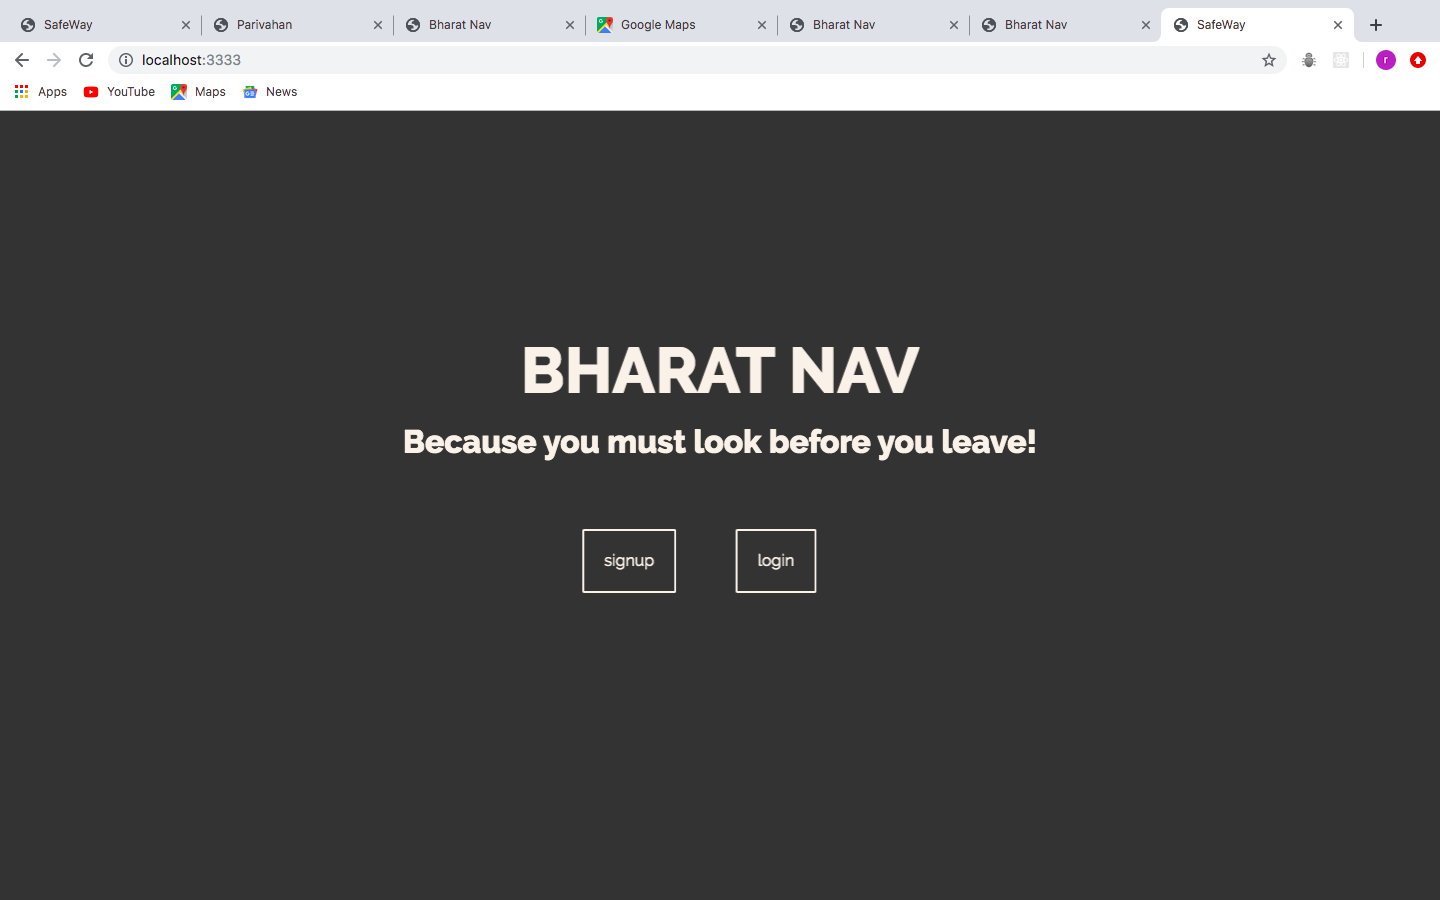 SafeWay Parivahan Bharat Nav Google Maps Bharat Nav Bharat Nav SafeWay
localhost:3333 r
Apps YouTube Maps News
BHARAT NAV
Because you must look before you leave!
signup login